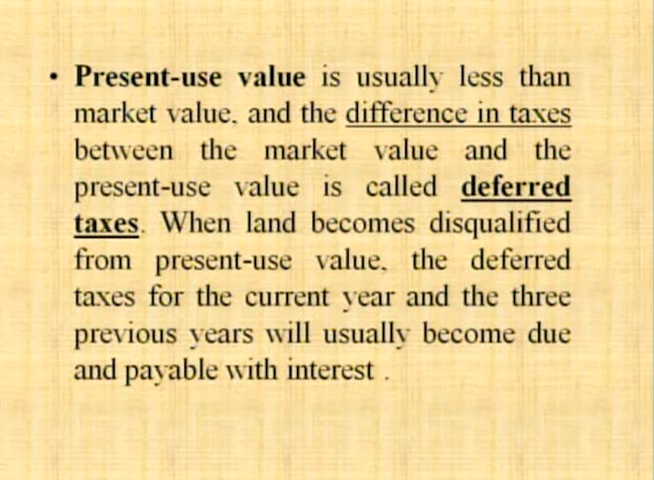 • Present-use value is usually less than
market value, and the difference in taxes
between the market value and the
present-use value is called deferred
taxes. When land becomes disqualified
from present-use value, the deferred
taxes for the current year and the three
previous years will usually become due
and payable with interest .